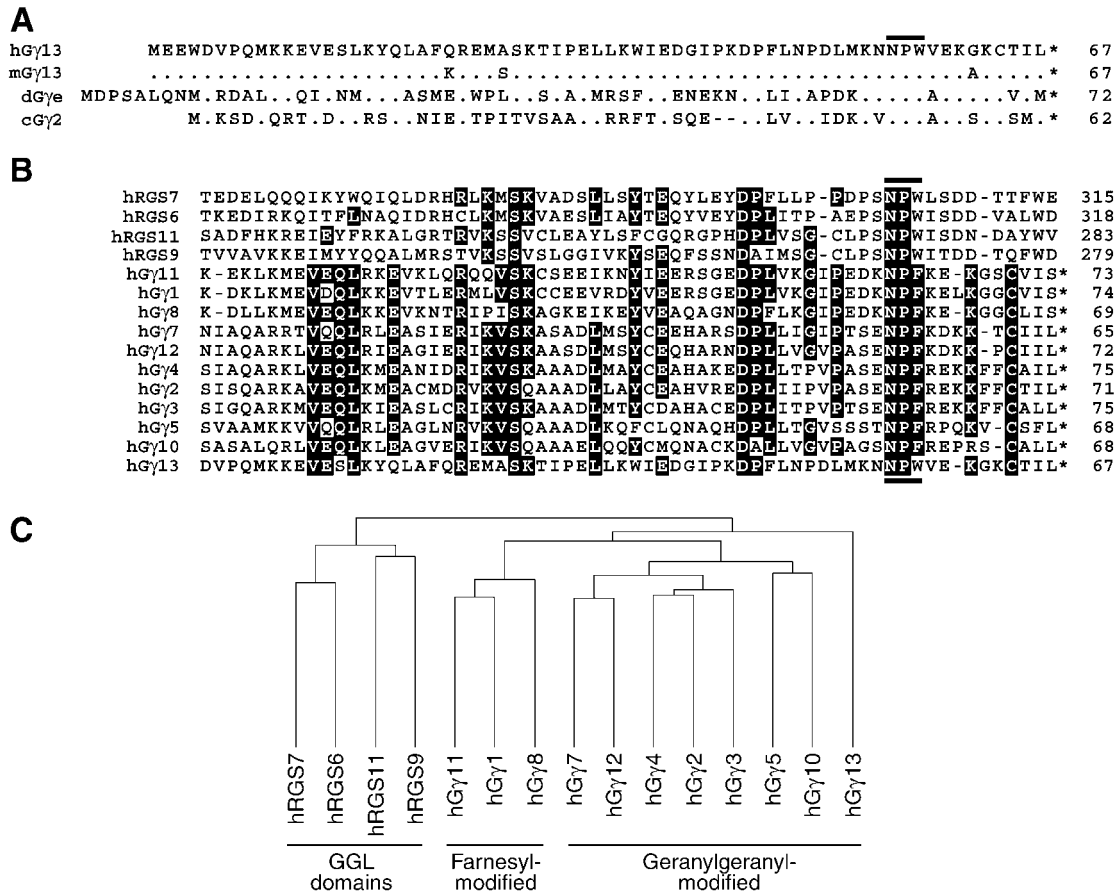 A
hGγ13 MEEWDVPQMKKEVESLKYQLAFQREMASKTIPELLKWIEDGIPKDPFLNPDLMKNNPWVEKGKCTIL* 67
mGγ13 ......................K...S..................................A.....* 67
dGγe MDPSALQNM.RDAL..QI.NM...ASME.WPL..S.A.MRSF..ENEKN..LI.APDK.....A.....V.M* 72
cGγ2 M.KSD.QRT.D..RS..NIE.TPITVSAA..RRFT.SQE--..LV..IDK.V...A..S..SM.* 62
B
hRGS7 TEDELQQQIKYWQIQLDRHRLKMSKVADSLLSYTEQYLEYDPFLLP-PDPSNPWLSDD-TTFWE 315
hRGS6 TKEDIRKQITFLNAQIDRHCLKMSKVAESLIAYTEQYVEYDPLITP-AEPSNPWISDD-VALWD 318
hRGS11 SADFHKREIEYFRKALGRTRVKSSVCLEAYLSFCGQRGPHDPLVSG-CLPSNPWISDN-DAYWV 283
hRGS9 TVVAVKKEIMYYQQALMRSTVKSSVSLGGIVKYSEQFSSNDAIMSG-CLPSNPWITDD-TQFWD 279
hGγ11 K-EKLKMEVEQLRKEVKLQRQQVSKCSEEIKNYIEERSGEDPLVKGIPEDKNPFKE-KGSCVIS* 73
hGγ1 K-DKLKMEVDQLKKEVTLERMLVSKCCEEVRDYVEERSGEDPLVKGIPEDKNPFKELKGGCVIS* 74
hGγ8 K-DLLKMEVEQLKKEVKNTRIPISKAGKEIKEYVEAQAGNDPFLKGIPEDKNPFKE-KGGCLIS* 69
hGγ7 NIAQARRTVQQLRLEASIERIKVSKASADLMSYCEEHARSDPLLIGIPTSENPFKDKK-TCIIL* 65
hGγ12 NIAQARKLVEQLRIEAGIERIKVSKAASDLMSYCEQHARNDPLLVGVPASENPFKDKK-PCIIL* 72
hGγ4 SISQARKAVEQLKMEANIDRIKVSKAAADLMAYCEAHAKEDPLLTPVPASENPFREKKFFCAIL* 75
hGγ2 SISQARKAVEQLKMEACMDRVKVSQAAADLLAYCEAHVREDPLIIPVPASENPFREKKFFCTIL* 71
hGγ3 SIGQARKMVEQLKIEASLCRIKVSKAAADLMTYCDAHACEDPLITPVPTSENPFREKKFFCALL* 75
hGγ5 SVAAMKKVVQQLRLEAGLNRVKVSQAAADLKQFCLQNAQHDPLLTGVSSSTNPFRPQKV-CSFL* 68
hGγ10 SASALQRLVEQLKLEAGVERIKVSQAAAELQQYCMQNACKDALLVGVPAGSNPFREPRS-CALL* 68
hGγ13 DVPQMKKEVESLKYQLAFQREMASKTIPELLKWIEDGIPKDPFLNPDLMKNNPWVE-KGKCTIL* 67
C
hRGS7 hRGS6 hRGS11 hRGS9 hGγ11 hGγ1 hGγ8 hGγ7 hGγ12 hGγ4 hGγ2 hGγ3 hGγ5 hGγ10 hGγ13
GGL domains
Farnesyl-modified
Geranylgeranyl-modified